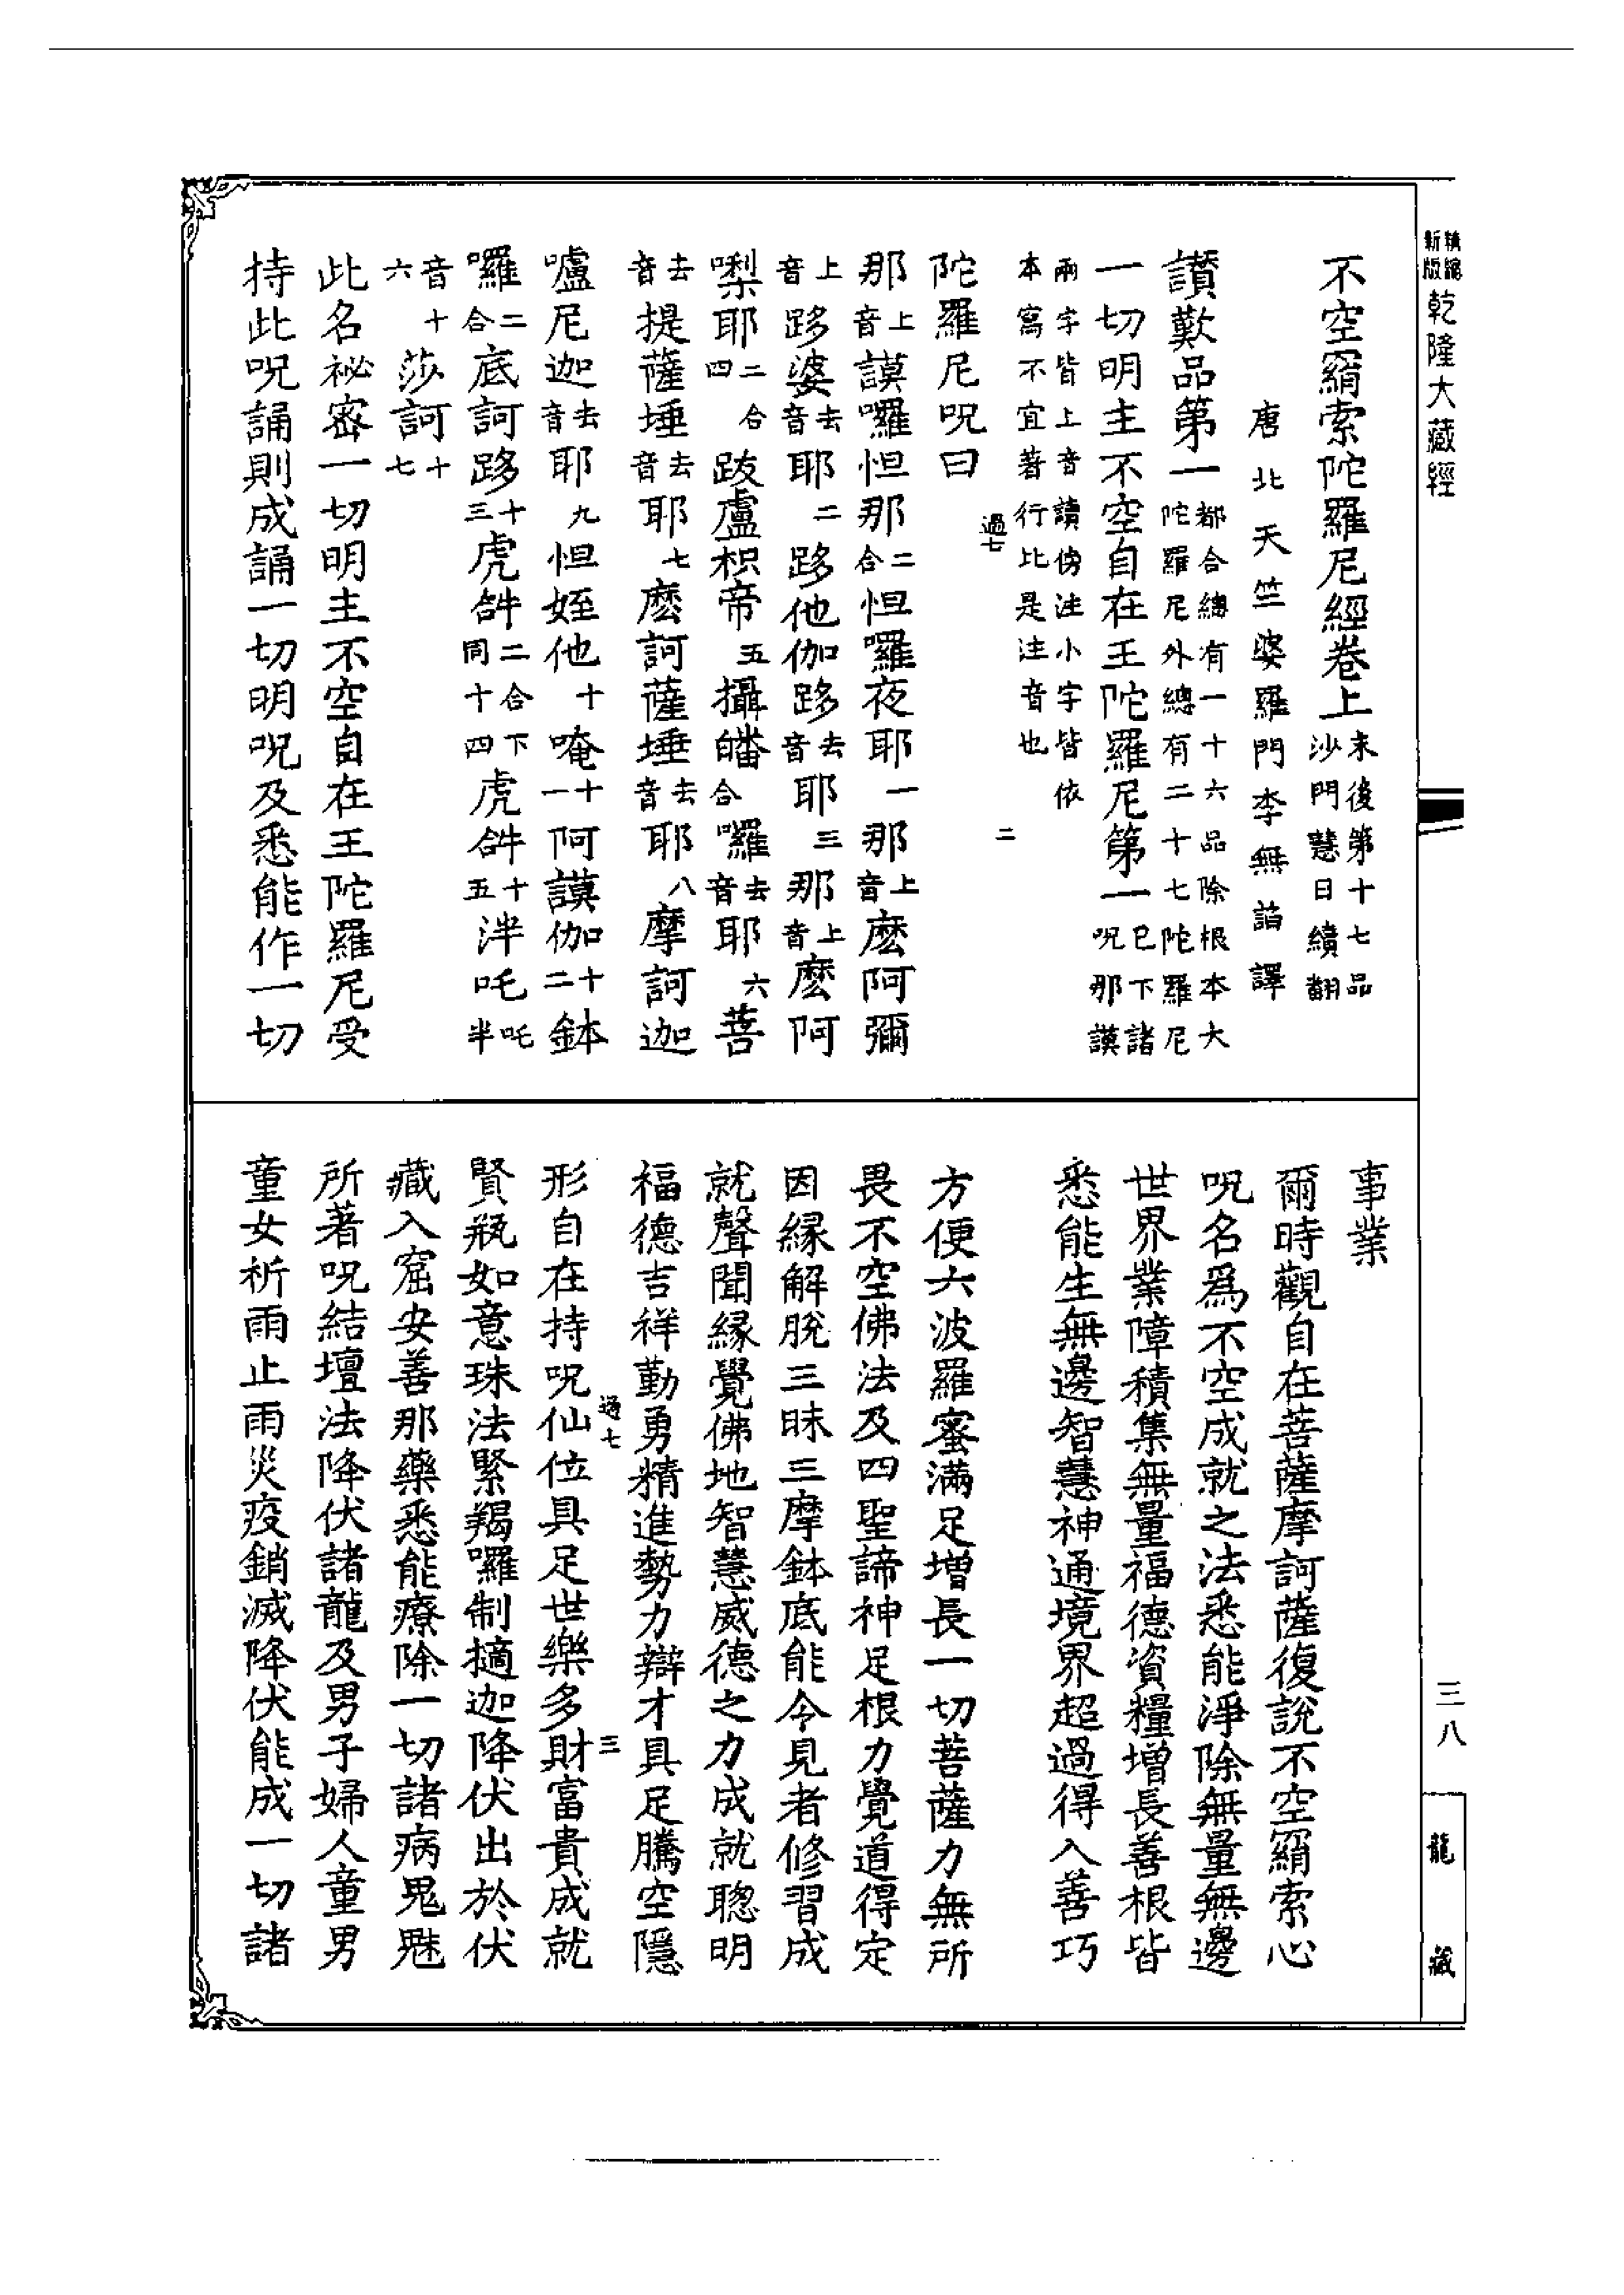 精縮新版乾隆大藏經
不空羂索陀羅尼經卷上末後第十七品沙門慧日續翻
唐北天竺婆羅門李無諂譯
讚歎品第一都合總有一十六品除根本大陀羅尼外總有二十七陀羅尼
一切明主不空自在王陀羅尼第一已下諸呪那謨
兩字皆上音讀傍注小字皆依本寫不宜著行比是注音也
過七 二
陀羅尼呪曰
那上音謨囉怛那二合怛囉夜耶一那上音麼阿彌
上音跢婆去音耶二跢他伽跢去音耶三那上音麼阿
㗚耶二合四跋盧枳帝五攝皤合囉去音耶六菩
去音提薩埵去音耶七麼訶薩埵去音耶八摩訶迦
嚧尼迦去音耶九怛姪他十唵十一阿謨伽十二鉢
囉二合底訶跢十三虎𤙖二合下同十四虎𤙖十五泮吒吒半
音十六莎訶十七
此名祕密一切明主不空自在王陀羅尼受
持此呪誦則成誦一切明呪及悉能作一切
事業
爾時觀自在菩薩摩訶薩復說不空羂索心
呪名爲不空成就之法悉能淨除無量無邊
世界業障積集無量福德資糧增長善根皆
悉能生無邊智慧神通境界超過得入善巧
方便六波羅蜜滿足增長一切菩薩力無所
畏不空佛法及四聖諦神足根力覺道得定
因緣解脫三昧三摩鉢底能令見者修習成
就聲聞緣覺佛地智慧威德之力成就聰明
福德吉祥勤勇精進勢力辯才具足騰空隱
過七 三
形自在持呪仙位具足世樂多財富貴成就
賢瓶如意珠法緊羯囉制擿迦降伏出於伏
藏入窟安善那藥悉能療除一切諸病鬼魅
所著呪結壇法降伏諸龍及男子婦人童男
童女祈雨止雨災疫銷滅降伏能成一切諸
三八
龍藏